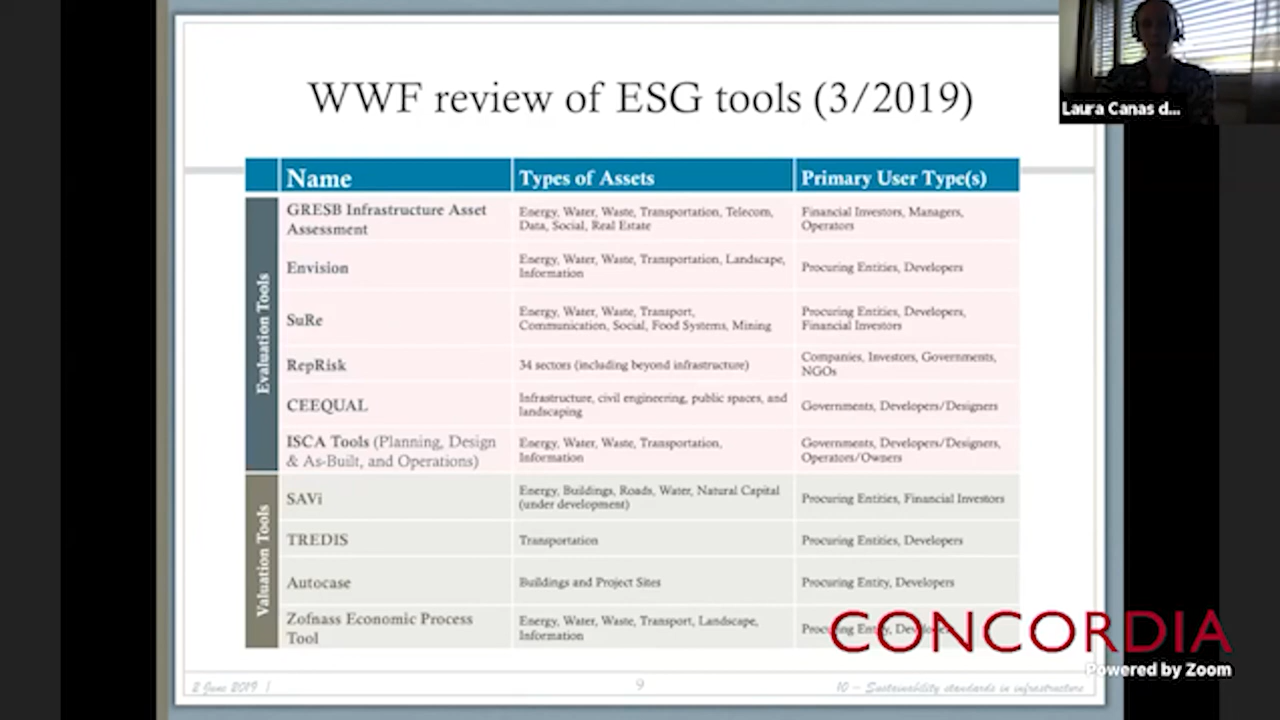 WWF review of ESG tools (3/2019)
Laura Canas d...
Name
Types of Assets
Primary User Type(s)
Evaluation Tools
GRESB Infrastructure Asset
Assessment
Energy, Water, Waste, Transportation, Telecom,
Data, Social, Real Estate
Financial Investors, Managers,
Operators
Envision
Energy, Water, Waste, Transportation, Landscape,
Information
Procuring Entities, Developers
SuRe
Energy, Water, Waste, Transport,
Communication, Social, Food Systems, Mining
Procuring Entities, Developers,
Financial Investors
RepRisk
34 sectors (including beyond infrastructure)
Companies, Investors, Governments,
NGOs
CEEQUAL
Infrastructure, civil engineering, public spaces, and
landscaping
Governments, Developers/Designers
ISCA Tools (Planning, Design
& As-Built, and Operations)
Energy, Water, Waste, Transportation,
Information
Governments, Developers/Designers,
Operators/Owners
Valuation Tools
SAVi
Energy, Buildings, Roads, Water, Natural Capital
(under development)
Procuring Entities, Financial Investors
TREDIS
Transportation
Procuring Entities, Developers
Autocase
Buildings and Project Sites
Procuring Entity, Developers
Zofnass Economic Process
Tool
Energy, Water, Waste, Transport, Landscape,
Information
Procuring Entity, Developers
CONCORDIA
Powered by Zoom
2 June 2019 |
9
10 – Sustainability standards in infrastructure